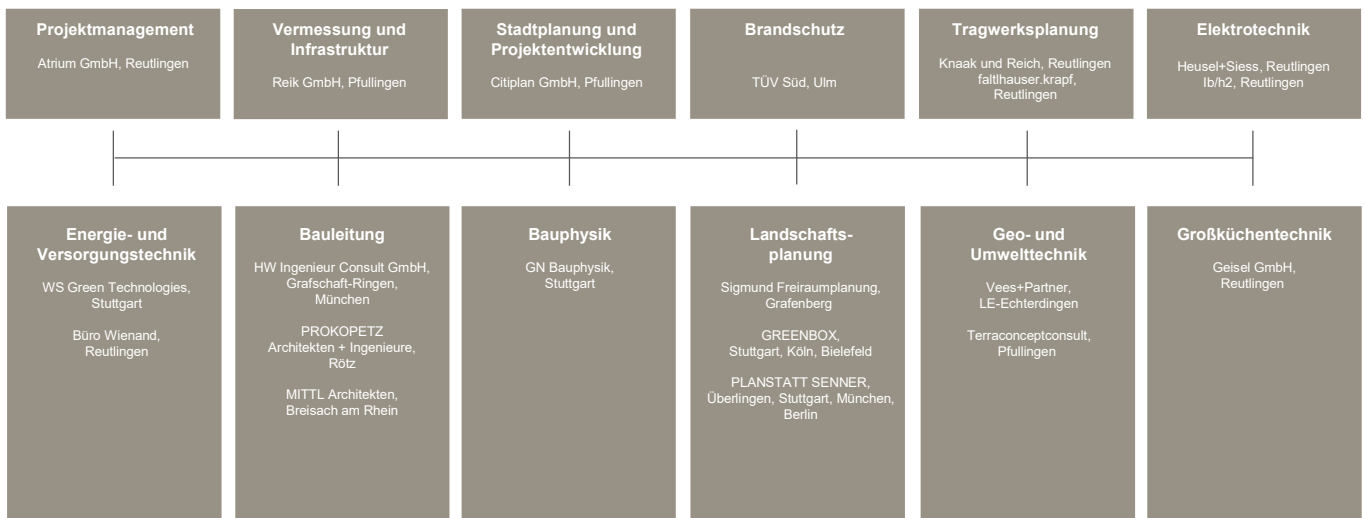 Projektmanagement
Atrium GmbH, Reutlingen
Vermessung und
Infrastruktur
Reik GmbH, Pfullingen
Stadtplanung und
Projektentwicklung
Citiplan GmbH, Pfullingen
Brandschutz
TÜV Süd, Ulm
Tragwerksplanung
Knaak und Reich, Reutlingen
faltlhauser.krapf,
Reutlingen
Elektrotechnik
Heusel+Siess, Reutlingen
Ib/h2, Reutlingen
Energie- und
Versorgungstechnik
WS Green Technologies,
Stuttgart
Büro Wienand,
Reutlingen
Bauleitung
HW Ingenieur Consult GmbH,
Grafschaft-Ringen,
München
PROKOPETZ
Architekten + Ingenieure,
Rötz
MITTL Architekten,
Breisach am Rhein
Bauphysik
GN Bauphysik,
Stuttgart
Landschafts-
planung
Sigmund Freiraumplanung,
Grafenberg
GREENBOX,
Stuttgart, Köln, Bielefeld
PLANSTATT SENNER,
Überlingen, Stuttgart, München,
Berlin
Geo- und
Umwelttechnik
Vees+Partner,
LE-Echterdingen
Terraconceptconsult,
Pfullingen
Großküchentechnik
Geisel GmbH,
Reutlingen